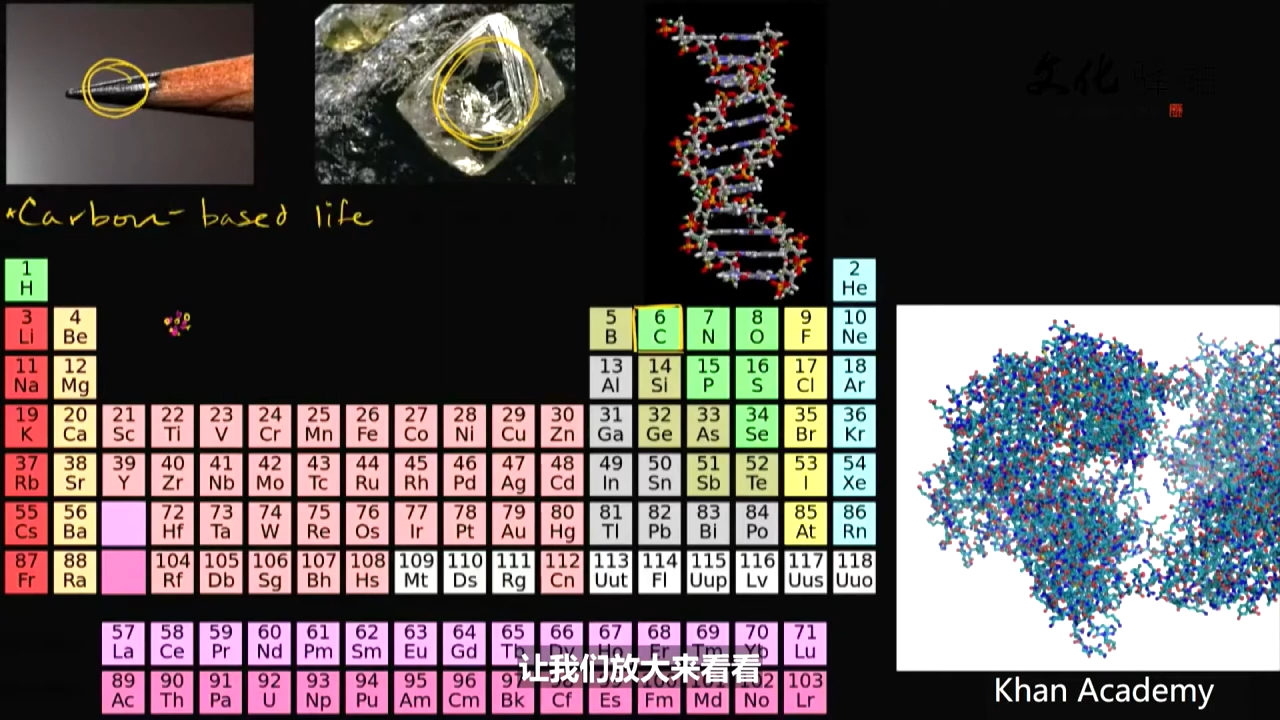 文化
*Carbon-based life
1 2
H He
3 4 5 6 7 8 9 10
Li Be B C N O F Ne
11 12 13 14 15 16 17 18
Na Mg Al Si P S Cl Ar
19 20 21 22 23 24 25 26 27 28 29 30 31 32 33 34 35 36
K Ca Sc Ti V Cr Mn Fe Co Ni Cu Zn Ga Ge As Se Br Kr
37 38 39 40 41 42 43 44 45 46 47 48 49 50 51 52 53 54
Rb Sr Y Zr Nb Mo Tc Ru Rh Pd Ag Cd In Sn Sb Te I Xe
55 56 72 73 74 75 76 77 78 79 80 81 82 83 84 85 86
Cs Ba Hf Ta W Re Os Ir Pt Au Hg Tl Pb Bi Po At Rn
87 88 104 105 106 107 108 109 110 111 112 113 114 115 116 117 118
Fr Ra Rf Db Sg Bh Hs Mt Ds Rg Cn Uut Fl Uup Lv Uus Uuo
57 58 59 60 61 62 63 64 65 66 67 68 69 70 71
La Ce Pr Nd Pm Sm Eu Gd Tb Dy Ho Er Tm Yb Lu
让我们放大来看看
89 90 91 92 93 94 95 96 97 98 99 100 101 102 103
Ac Th Pa U Np Pu Am Cm Bk Cf Es Fm Md No Lr
Khan Academy